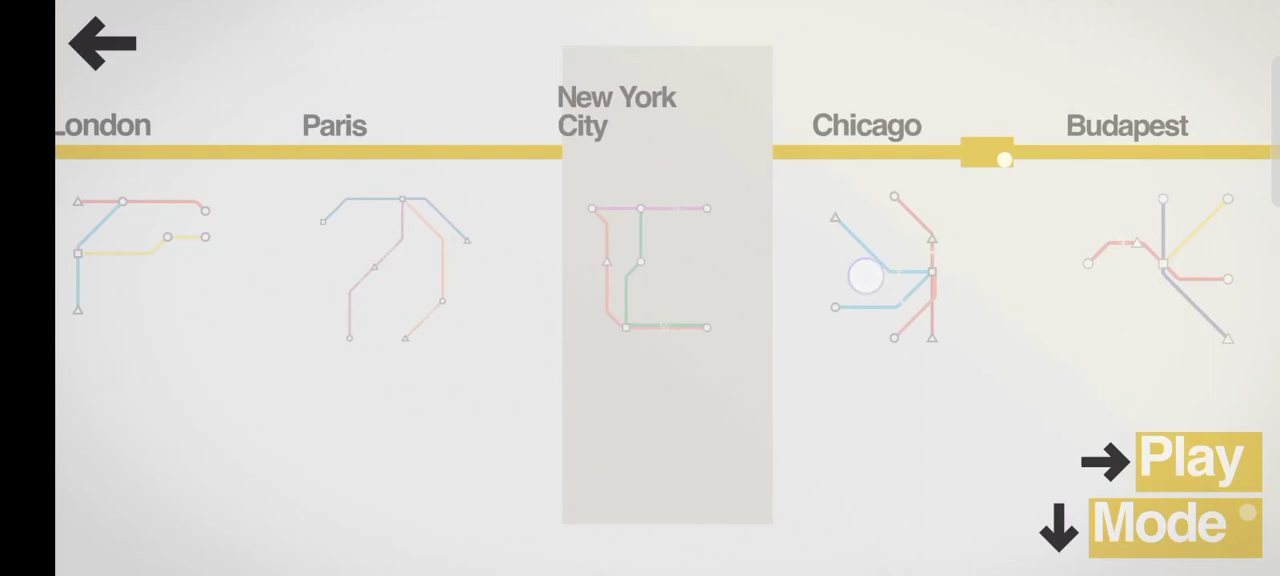 London
Paris
New York
City
Chicago
Budapest
Play
Mode